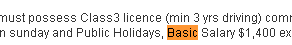 must possess Class3 licence (min 3 yrs driving) comm
n sunday and Public Holidays, Basic Salary $1,400 ex